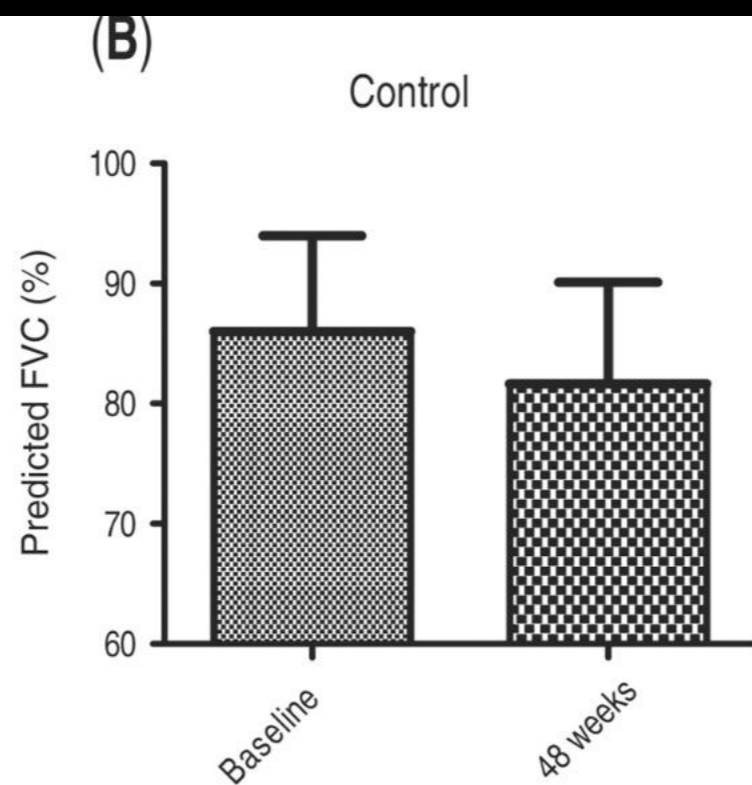 (B)
Control
Predicted FVC (%)
100
90
80
70
60
Baseline
48 weeks